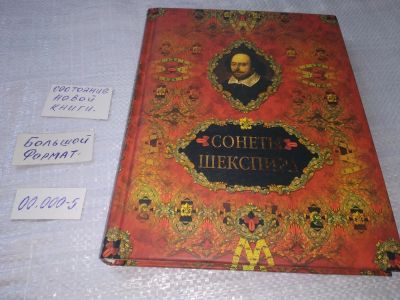 состояние
новой
книги.
Большой
Формат.
00.000-5
СОНЕТЫ
ШЕКСПИРА